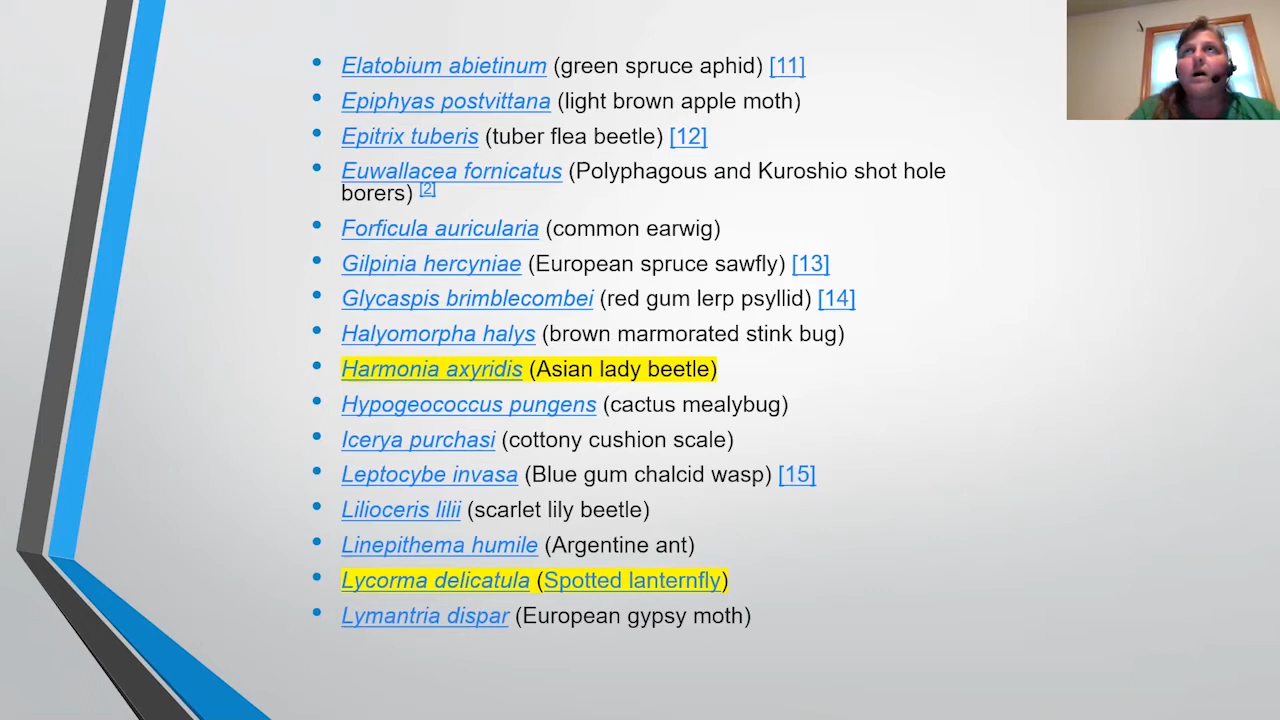 • Elatobium abietinum (green spruce aphid) [11]
• Epiphyas postvittana (light brown apple moth)
• Epitrix tuberis (tuber flea beetle) [12]
• Euwallacea fornicatus (Polyphagous and Kuroshio shot hole
borers) [2]
• Forficula auricularia (common earwig)
• Gilpinia hercyniae (European spruce sawfly) [13]
• Glycaspis brimblecombei (red gum lerp psyllid) [14]
• Halyomorpha halys (brown marmorated stink bug)
• Harmonia axyridis (Asian lady beetle)
• Hypogeococcus pungens (cactus mealybug)
• Icerya purchasi (cottony cushion scale)
• Leptocybe invasa (Blue gum chalcid wasp) [15]
• Lilioceris lilii (scarlet lily beetle)
• Linepithema humile (Argentine ant)
• Lycorma delicatula (Spotted lanternfly)
• Lymantria dispar (European gypsy moth)